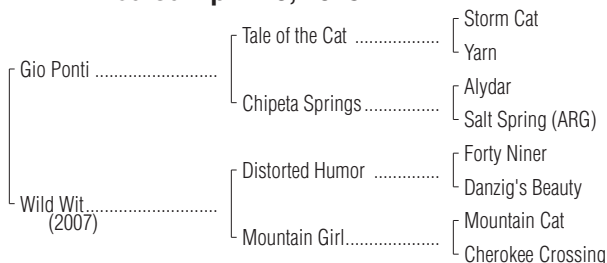 Storm Cat
Tale of the Cat ..................
Yarn
Gio Ponti ..........................
Alydar
Chipeta Springs ................
Salt Spring (ARG)
Forty Niner
Distorted Humor ..............
Danzig's Beauty
Wild Wit............................
(2007)
Mountain Cat
Mountain Girl....................
Cherokee Crossing